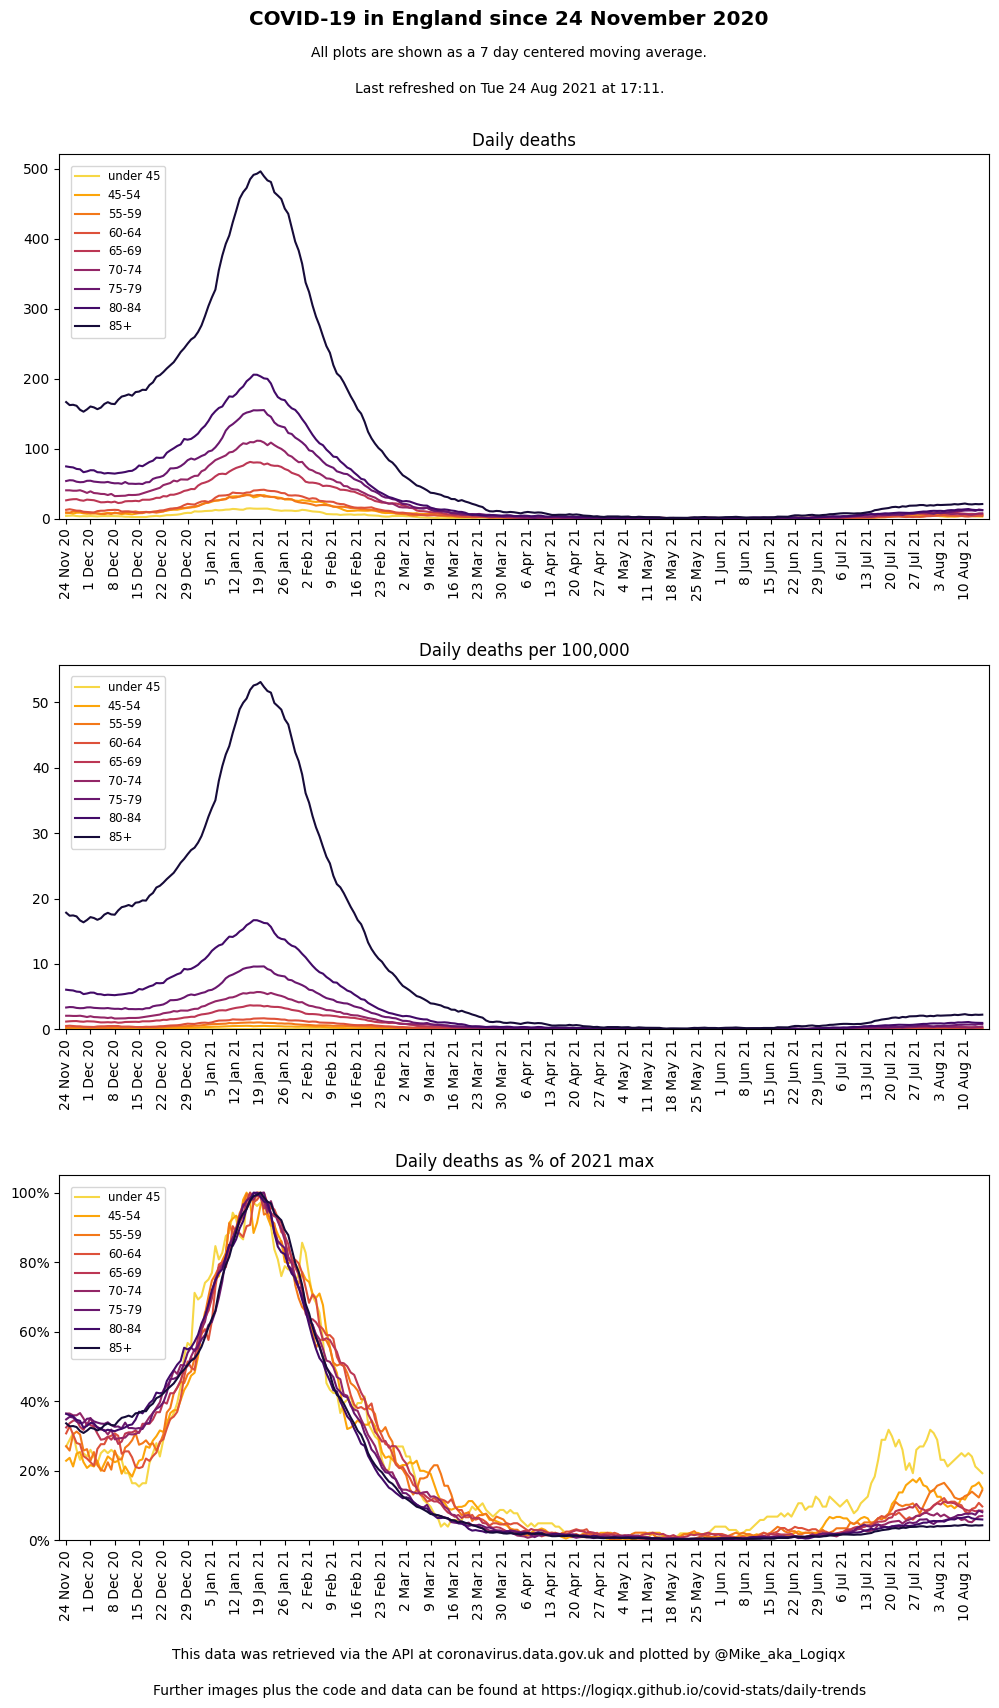 COVID-19 in England since 24 November 2020
All plots are shown as a 7 day centered moving average.
Last refreshed on Tue 24 Aug 2021 at 17:11.
Daily deaths
500
400
300
200
100
0
under 45
45-54
55-59
60-64
65-69
70-74
75-79
80-84
85+
24 Nov 20
1 Dec 20
8 Dec 20
15 Dec 20
22 Dec 20
29 Dec 20
5 Jan 21
12 Jan 21
19 Jan 21
26 Jan 21
2 Feb 21
9 Feb 21
16 Feb 21
23 Feb 21
2 Mar 21
9 Mar 21
16 Mar 21
23 Mar 21
30 Mar 21
6 Apr 21
13 Apr 21
20 Apr 21
27 Apr 21
4 May 21
11 May 21
18 May 21
25 May 21
1 Jun 21
8 Jun 21
15 Jun 21
22 Jun 21
29 Jun 21
6 Jul 21
13 Jul 21
20 Jul 21
27 Jul 21
3 Aug 21
10 Aug 21
Daily deaths per 100,000
50
40
30
20
10
0
under 45
45-54
55-59
60-64
65-69
70-74
75-79
80-84
85+
24 Nov 20
1 Dec 20
8 Dec 20
15 Dec 20
22 Dec 20
29 Dec 20
5 Jan 21
12 Jan 21
19 Jan 21
26 Jan 21
2 Feb 21
9 Feb 21
16 Feb 21
23 Feb 21
2 Mar 21
9 Mar 21
16 Mar 21
23 Mar 21
30 Mar 21
6 Apr 21
13 Apr 21
20 Apr 21
27 Apr 21
4 May 21
11 May 21
18 May 21
25 May 21
1 Jun 21
8 Jun 21
15 Jun 21
22 Jun 21
29 Jun 21
6 Jul 21
13 Jul 21
20 Jul 21
27 Jul 21
3 Aug 21
10 Aug 21
Daily deaths as % of 2021 max
100%
80%
60%
40%
20%
0%
under 45
45-54
55-59
60-64
65-69
70-74
75-79
80-84
85+
24 Nov 20
1 Dec 20
8 Dec 20
15 Dec 20
22 Dec 20
29 Dec 20
5 Jan 21
12 Jan 21
19 Jan 21
26 Jan 21
2 Feb 21
9 Feb 21
16 Feb 21
23 Feb 21
2 Mar 21
9 Mar 21
16 Mar 21
23 Mar 21
30 Mar 21
6 Apr 21
13 Apr 21
20 Apr 21
27 Apr 21
4 May 21
11 May 21
18 May 21
25 May 21
1 Jun 21
8 Jun 21
15 Jun 21
22 Jun 21
29 Jun 21
6 Jul 21
13 Jul 21
20 Jul 21
27 Jul 21
3 Aug 21
10 Aug 21
This data was retrieved via the API at coronavirus.data.gov.uk and plotted by @Mike_aka_Logiqx
Further images plus the code and data can be found at https://logiqx.github.io/covid-stats/daily-trends